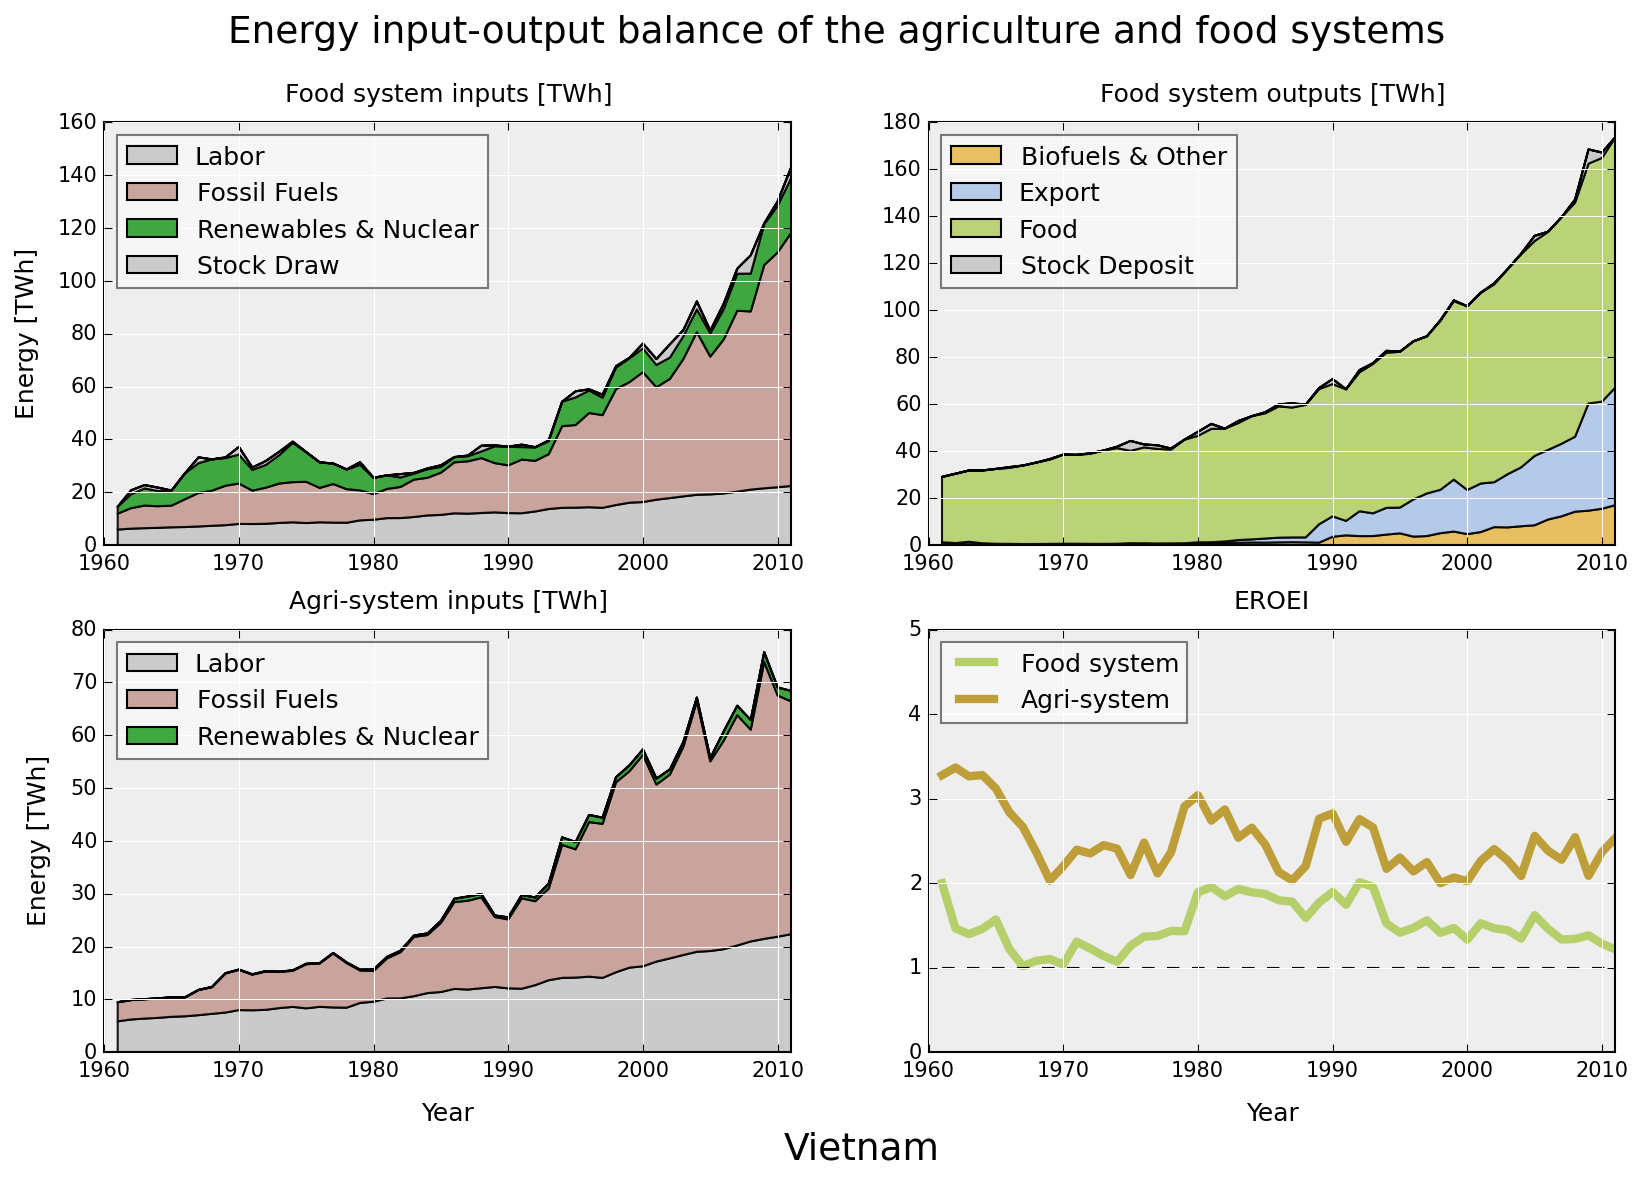 Energy input-output balance of the agriculture and food systems
Food system inputs [TWh]
Energy [TWh]
160
140
120
100
80
60
40
20
0
Labor
Fossil Fuels
Renewables & Nuclear
Stock Draw
1960 1970 1980 1990 2000 2010
Food system outputs [TWh]
180
160
140
120
100
80
60
40
20
0
Biofuels & Other
Export
Food
Stock Deposit
1960 1970 1980 1990 2000 2010
Agri-system inputs [TWh]
Energy [TWh]
80
70
60
50
40
30
20
10
0
Labor
Fossil Fuels
Renewables & Nuclear
1960 1970 1980 1990 2000 2010
Year
EROEI
5
4
3
2
1
0
Food system
Agri-system
1960 1970 1980 1990 2000 2010
Year
Vietnam